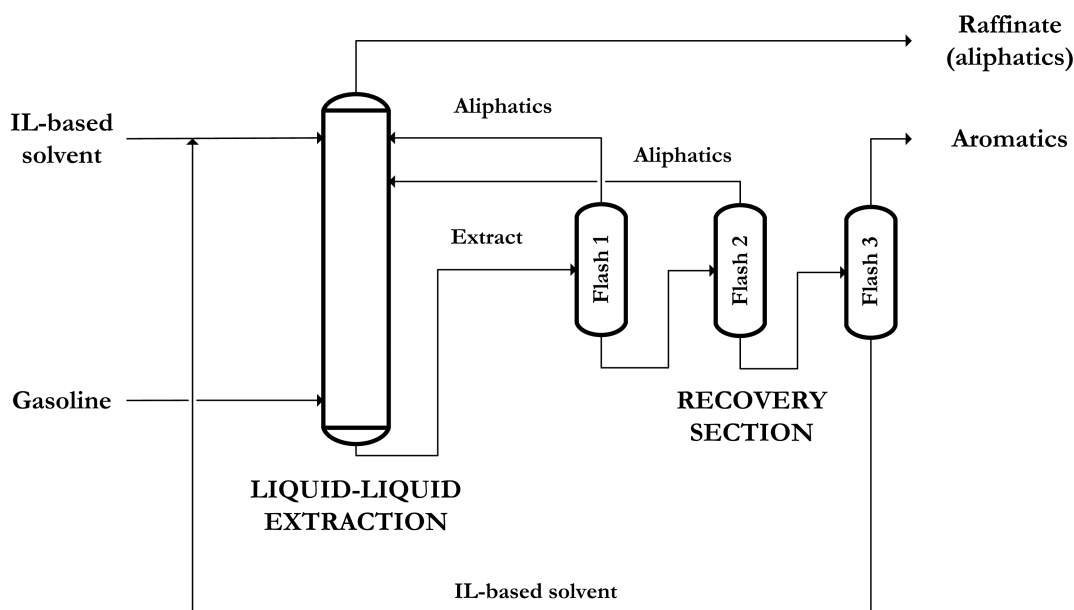 Raffinate
(aliphatics)
IL-based
solvent
Aliphatics
Aromatics
Aliphatics
Extract
Flash 1
Flash 2
Flash 3
Gasoline
RECOVERY
SECTION
LIQUID-LIQUID
EXTRACTION
IL-based solvent